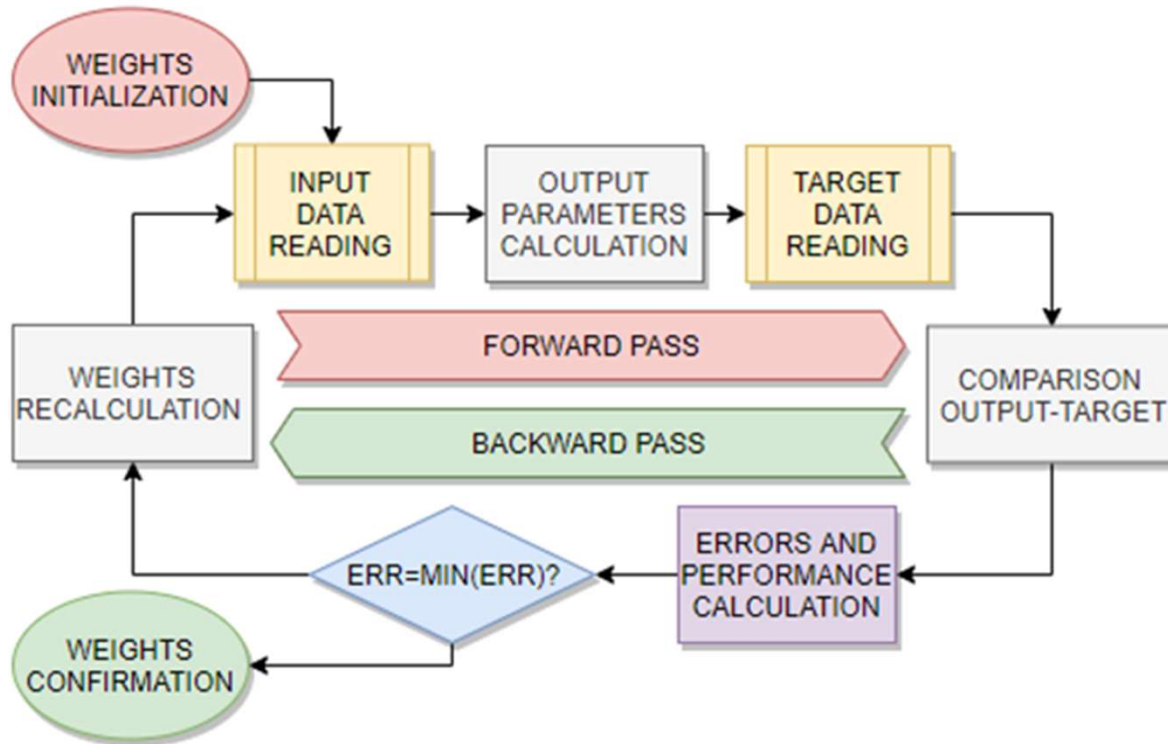 WEIGHTS
INITIALIZATION
INPUT
DATA
READING
OUTPUT
PARAMETERS
CALCULATION
TARGET
DATA
READING
FORWARD PASS
WEIGHTS
RECALCULATION
COMPARISON
OUTPUT-TARGET
BACKWARD PASS
ERR=MIN(ERR)?
ERRORS AND
PERFORMANCE
CALCULATION
WEIGHTS
CONFIRMATION